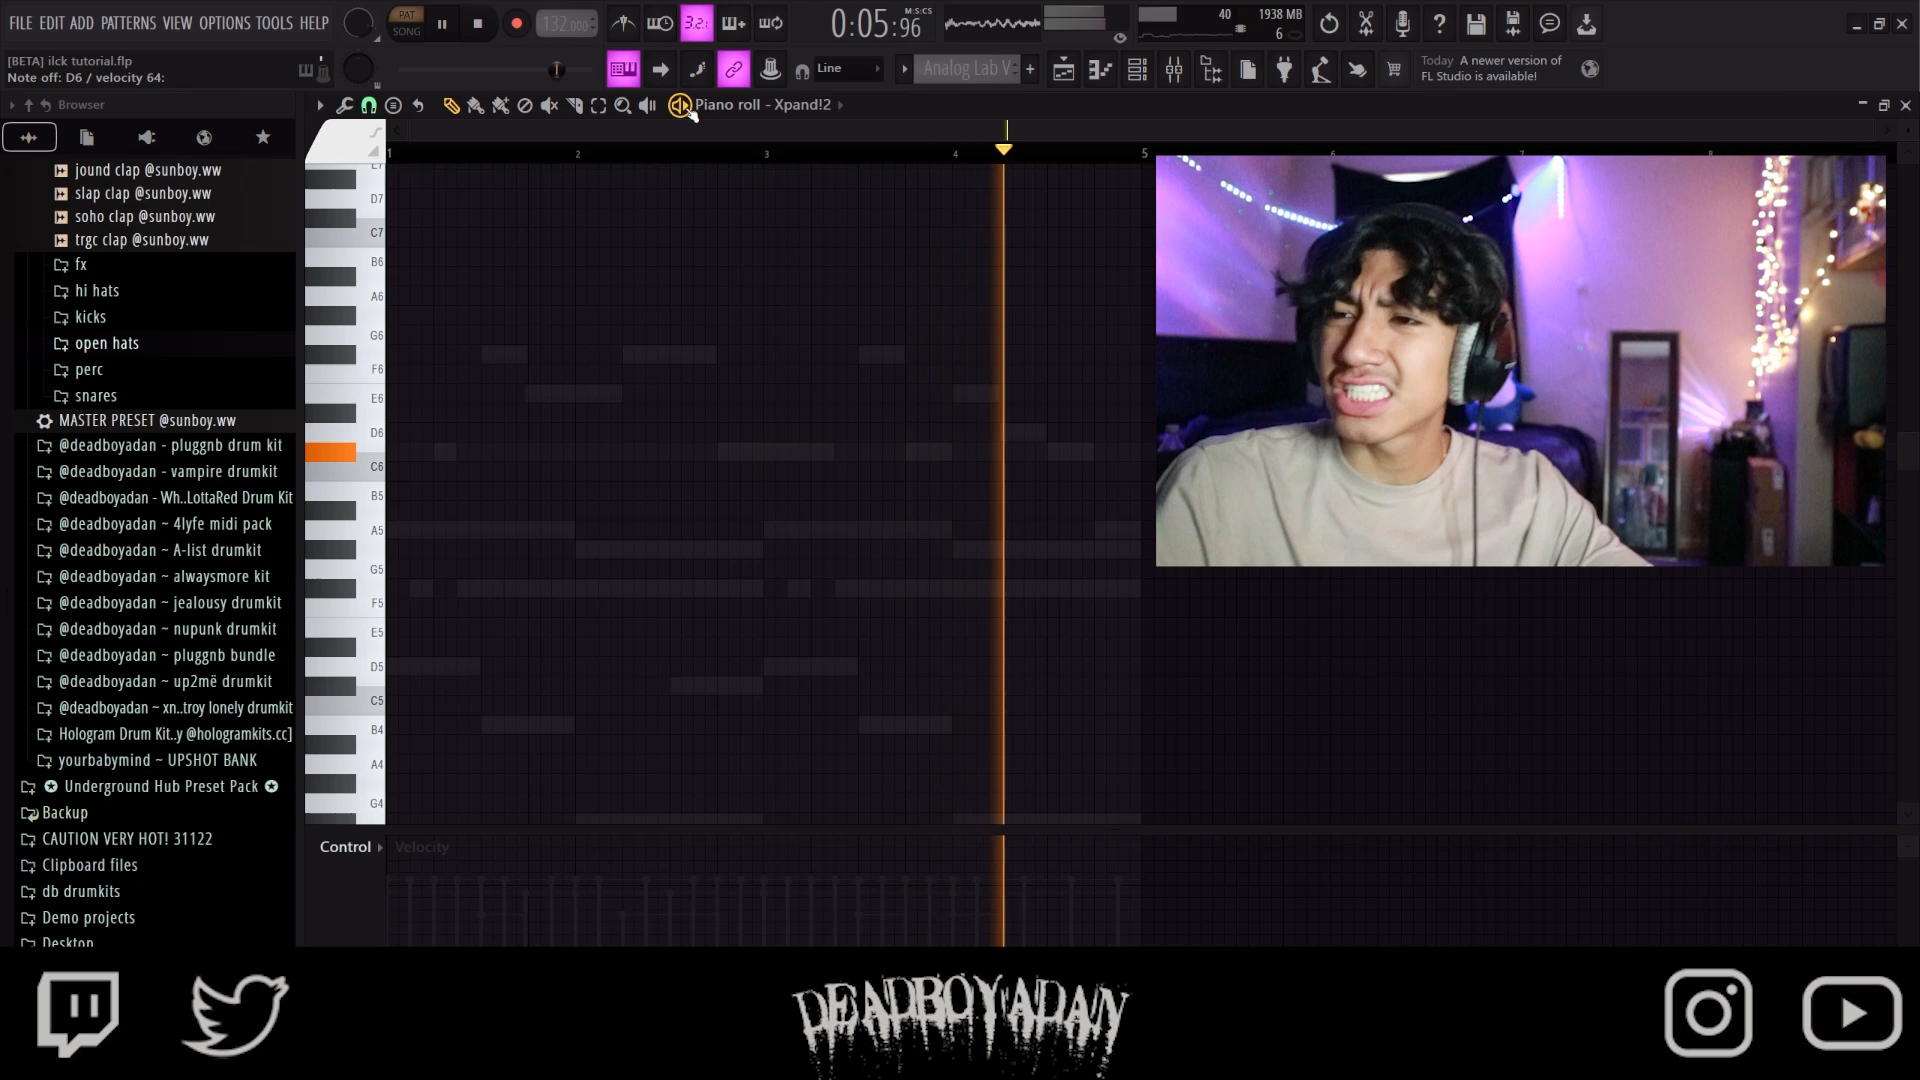 FILE EDIT ADD PATTERNS VIEW OPTIONS TOOLS HELP
PAT
SONG
132.000
3.2:
0:05:96
M:S:CS
40
1938 MB
6
[BETA] ilck tutorial.flp
Note off: D6 / velocity 64:
Line
Analog Lab V
Today A newer version of
FL Studio is available!
Browser
Piano roll - Xpand!2
jound clap @sunboy.ww
slap clap @sunboy.ww
soho clap @sunboy.ww
trgc clap @sunboy.ww
fx
hi hats
kicks
open hats
perc
snares
MASTER PRESET @sunboy.ww
@deadboyadan - pluggnb drum kit
@deadboyadan - vampire drumkit
@deadboyadan - Wh..LottaRed Drum Kit
@deadboyadan ~ 4lyfe midi pack
@deadboyadan ~ A-list drumkit
@deadboyadan ~ alwaysmore kit
@deadboyadan ~ jealousy drumkit
@deadboyadan ~ nupunk drumkit
@deadboyadan ~ pluggnb bundle
@deadboyadan ~ up2më drumkit
@deadboyadan ~ xn..troy lonely drumkit
Hologram Drum Kit..y @hologramkits.cc]
yourbabymind ~ UPSHOT BANK
✪ Underground Hub Preset Pack ✪
Backup
CAUTION VERY HOT! 31122
Clipboard files
db drumkits
Demo projects
Desktop
1 2 3 4 5
E7
D7
C7
B6
A6
G6
F6
E6
D6
C6
B5
A5
G5
F5
E5
D5
C5
B4
A4
G4
Control
Velocity
DEADBOYADAN